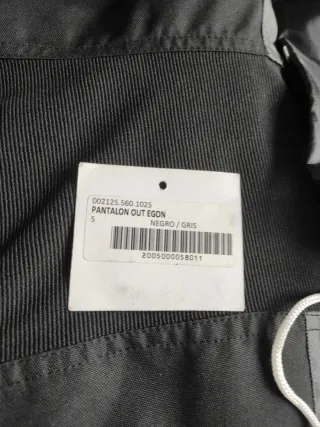 002125.560.1025
PANTALON OUT EGON
S NEGRO / GRIS
2005000058011